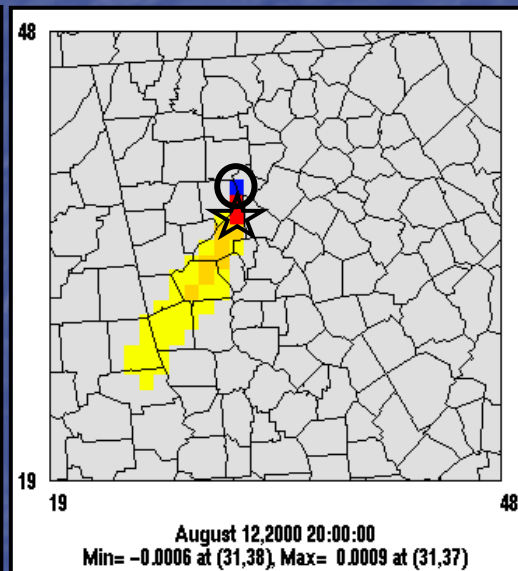 48
19
19
48
August 12,2000 20:00:00
Min= −0.0006 at (31,38), Max= 0.0009 at (31,37)